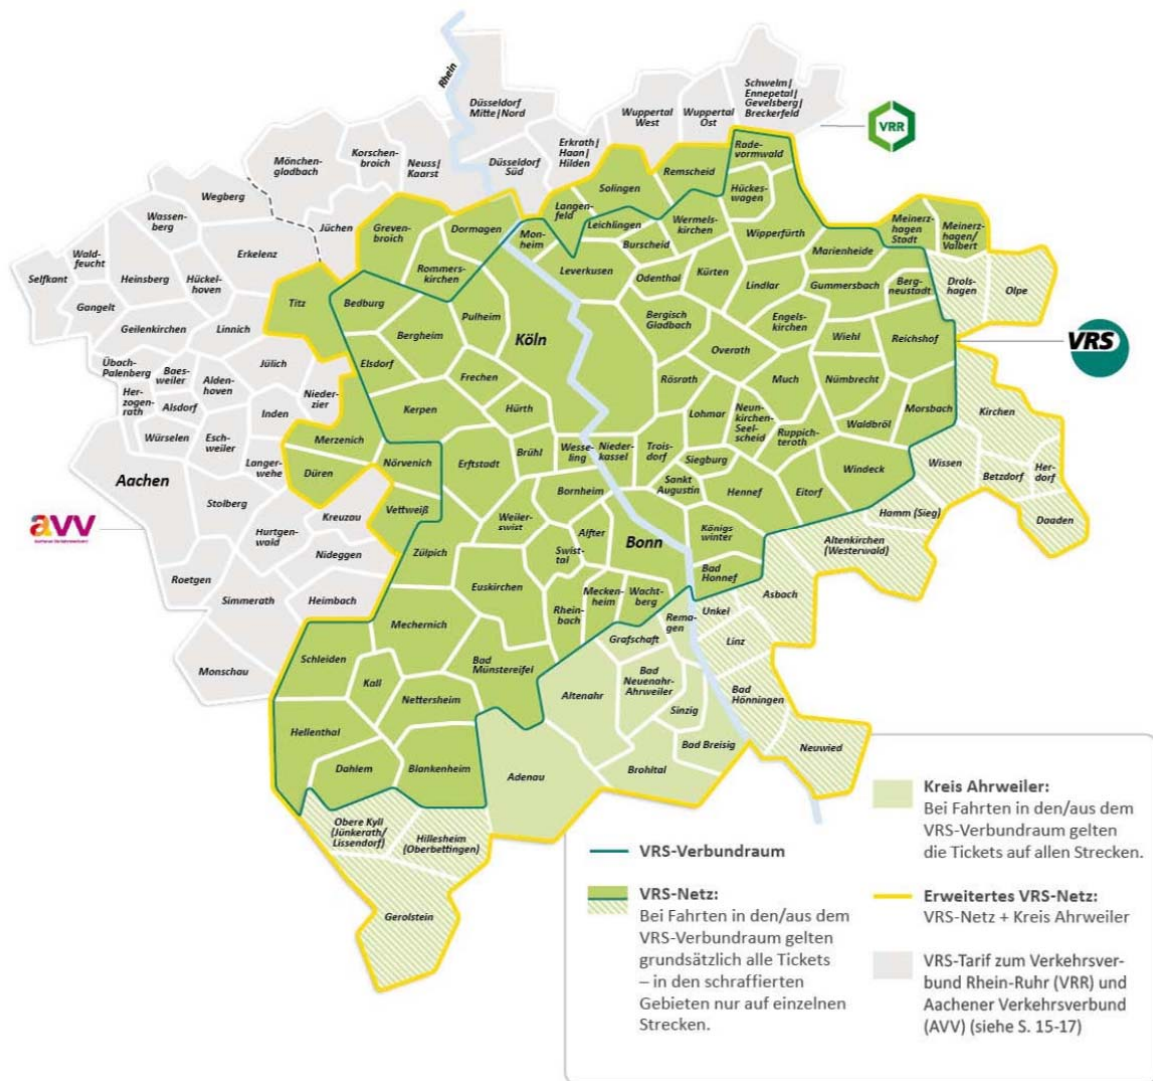 Rhein
Düsseldorf
Mitte|Nord
Schwelm|
Ennepetal|
Gevelsberg|
Breckerfeld
Wuppertal
West
Wuppertal
Ost
VRR
Erkrath|
Haan|
Hilden
Düsseldorf
Süd
Korschen-
broich
Neuss|
Kaarst
Mönchen-
gladbach
Wegberg
Jüchen
Wassen-
berg
Wald-
feucht
Selfkant
Gangelt
Heinsberg
Hückel-
hoven
Erkelenz
Geilenkirchen
Linnich
Übach-
Palenberg
Baes-
weiler
Her-
zogen-
rath
Alsdorf
Alden-
hoven
Jülich
Nieder-
zier
Inden
Würselen
Esch-
weiler
Langer-
wehe
Aachen
Stolberg
avv
Hurtgen-
wald
Kreuzau
Nideggen
Roetgen
Simmerath
Heimbach
Monschau
Rade-
vormwald
Remscheid
Solingen
Langen-
feld
Hückes-
wagen
Leichlingen
Wermels-
kirchen
Wipperfürth
Meinerz-
hagen
Stadt
Meinerz-
hagen/
Valbert
Greven-
broich
Dormagen
Mon-
heim
Burscheid
Marienheide
Rommers-
kirchen
Leverkusen
Odenthal
Kürten
Lindlar
Gummersbach
Berg-
neustadt
Drols-
hagen
Olpe
Titz
Bedburg
Pulheim
Bergheim
Köln
Bergisch
Gladbach
Engels-
kirchen
Wiehl
Reichshof
VRS
Elsdorf
Frechen
Overath
Rösrath
Much
Nümbrecht
Kerpen
Hürth
Lohmar
Neun-
kirchen-
Seel-
scheid
Ruppich-
teroth
Waldbröl
Morsbach
Kirchen
Merzenich
Düren
Nörvenich
Erftstadt
Brühl
Wesse-
ling
Nieder-
kassel
Trois-
dorf
Siegburg
Sankt
Augustin
Hennef
Eitorf
Windeck
Wissen
Betzdorf
Her-
dorf
Daaden
Hamm (Sieg)
Altenkirchen
(Westerwald)
Vettweiß
Bornheim
Weiler-
swist
Alfter
Bonn
Königs
winter
Zülpich
Swist-
tal
Bad
Honnef
Asbach
Euskirchen
Mecken-
heim
Wacht-
berg
Rhein-
bach
Unkel
Rema-
gen
Grafschaft
Linz
Mechernich
Schleiden
Bad
Münstereifel
Kall
Nettersheim
Altenahr
Bad
Neuenahr-
Ahrweiler
Sinzig
Bad
Hönningen
Hellenthal
Dahlem
Blankenheim
Adenau
Brohltal
Bad Breisig
Neuwied
Obere Kyll
(Jünkerath/
Lissendorf)
Hillesheim
(Oberbettingen)
Gerolstein
VRS-Verbundraum
VRS-Netz:
Bei Fahrten in den/aus dem
VRS-Verbundraum gelten
grundsätzlich alle Tickets
– in den schraffierten
Gebieten nur auf einzelnen
Strecken.
Kreis Ahrweiler:
Bei Fahrten in den/aus dem
VRS-Verbundraum gelten
die Tickets auf allen Strecken.
Erweitertes VRS-Netz:
VRS-Netz + Kreis Ahrweiler
VRS-Tarif zum Verkehrsver-
bund Rhein-Ruhr (VRR) und
Aachener Verkehrsverbund
(AVV) (siehe S. 15-17)